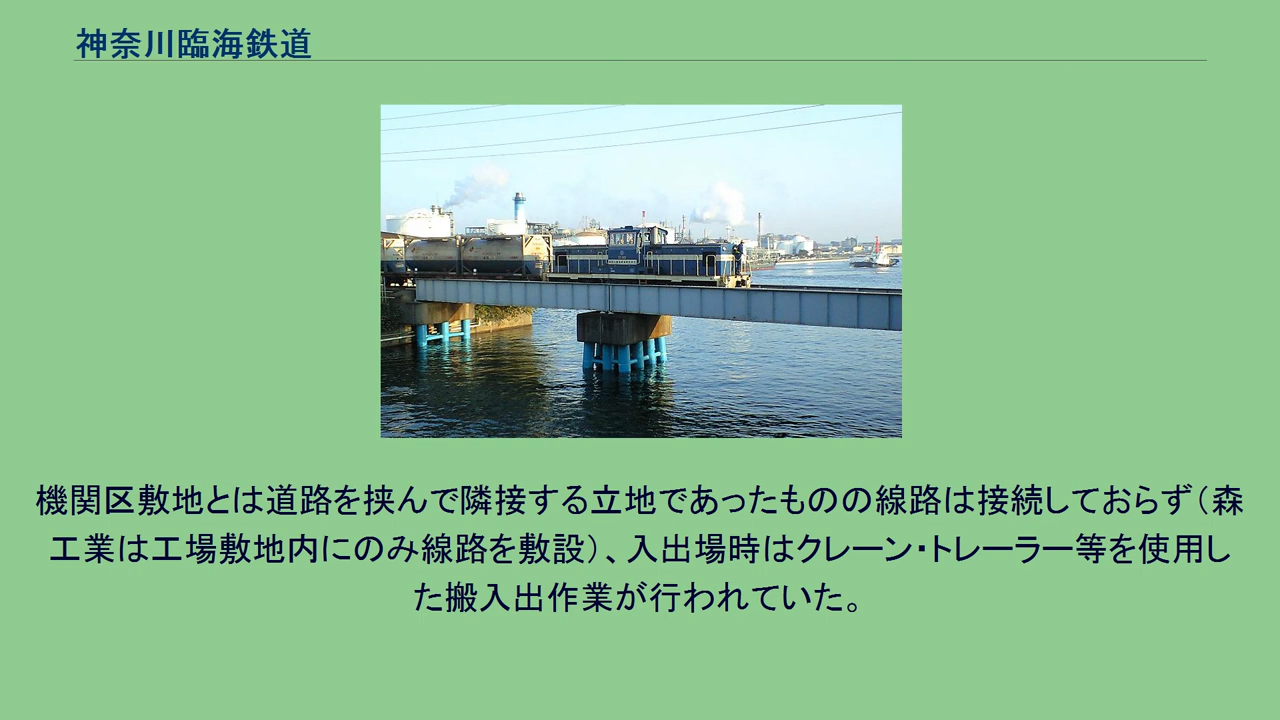 神奈川臨海鉄道
機関区敷地とは道路を挟んで隣接する立地であったものの線路は接続しておらず（森
工業は工場敷地内にのみ線路を敷設）、入出場時はクレーン・トレーラー等を使用し
た搬入出作業が行われていた。